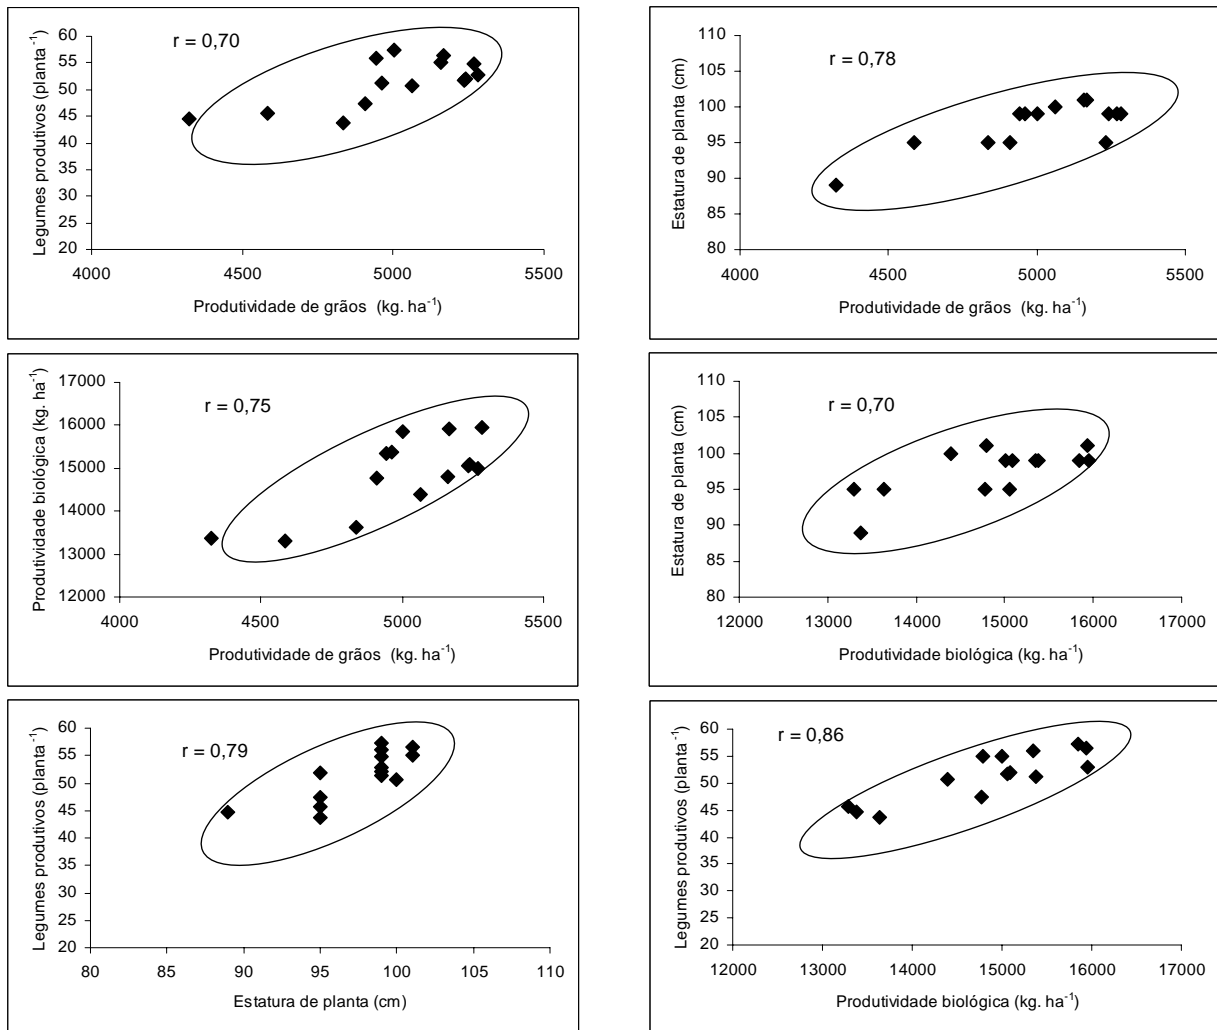 Legumes produtivos (planta⁻¹)
60
55
50
45
40
35
30
25
20
r = 0,70
4000 4500 5000 5500
Produtividade de grãos (kg. ha⁻¹)
Estatura de planta (cm)
110
105
100
95
90
85
80
r = 0,78
4000 4500 5000 5500
Produtividade de grãos (kg. ha⁻¹)
Produtividade biológica (kg. ha⁻¹)
17000
16000
15000
14000
13000
12000
r = 0,75
4000 4500 5000 5500
Produtividade de grãos (kg. ha⁻¹)
Estatura de planta (cm)
110
105
100
95
90
85
80
r = 0,70
12000 13000 14000 15000 16000 17000
Produtividade biológica (kg. ha⁻¹)
Legumes produtivos (planta⁻¹)
60
55
50
45
40
35
30
25
20
r = 0,79
80 85 90 95 100 105 110
Estatura de planta (cm)
Legumes produtivos (planta⁻¹)
60
55
50
45
40
35
30
25
20
r = 0,86
12000 13000 14000 15000 16000 17000
Produtividade biológica (kg. ha⁻¹)